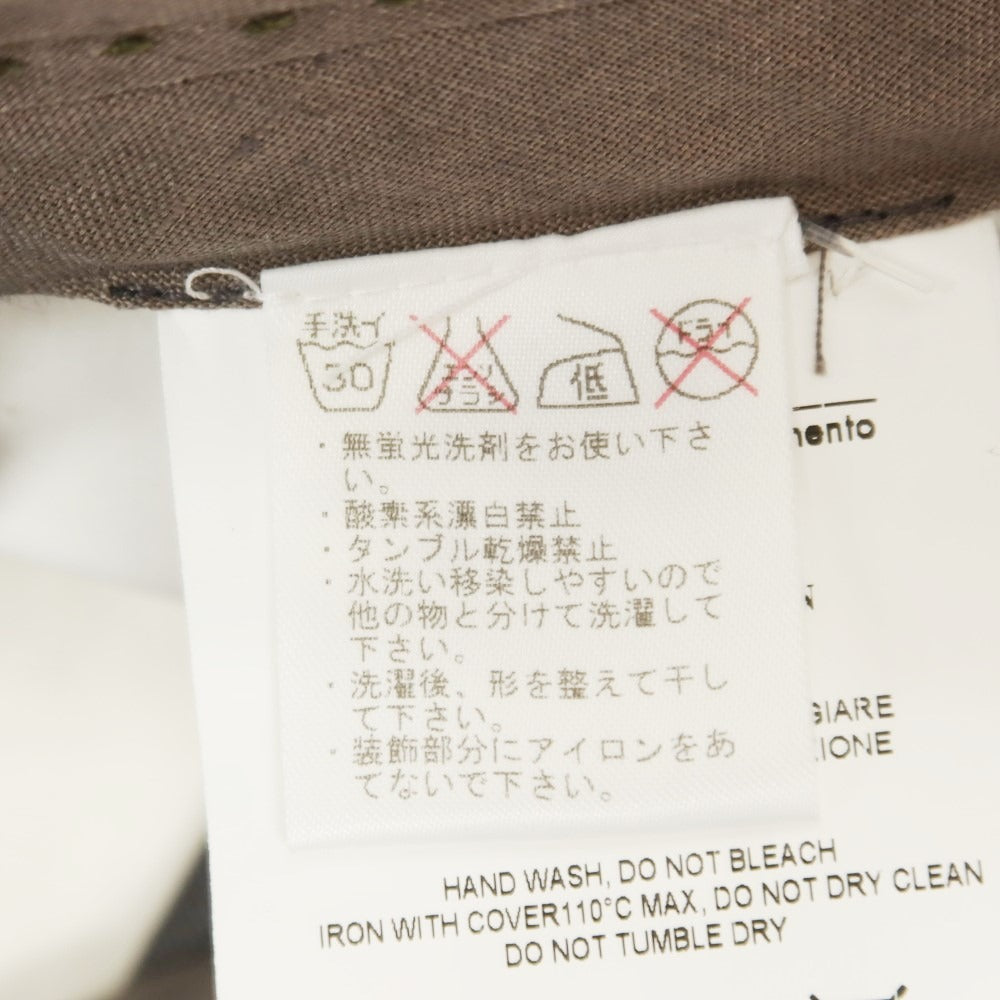 手洗イ
30
低
ドライ
mento
・無蛍光洗剤をお使い下さ
い。
・酸素系漂白禁止
・タンブル乾燥禁止
・水洗い移染しやすいので
他の物と分けて洗濯して
下さい。
・洗濯後、形を整えて干し
て下さい。
・装飾部分にアイロンをあ
てないで下さい。
GIARE
ZIONE
HAND WASH, DO NOT BLEACH
IRON WITH COVER110°C MAX, DO NOT DRY CLEAN
DO NOT TUMBLE DRY